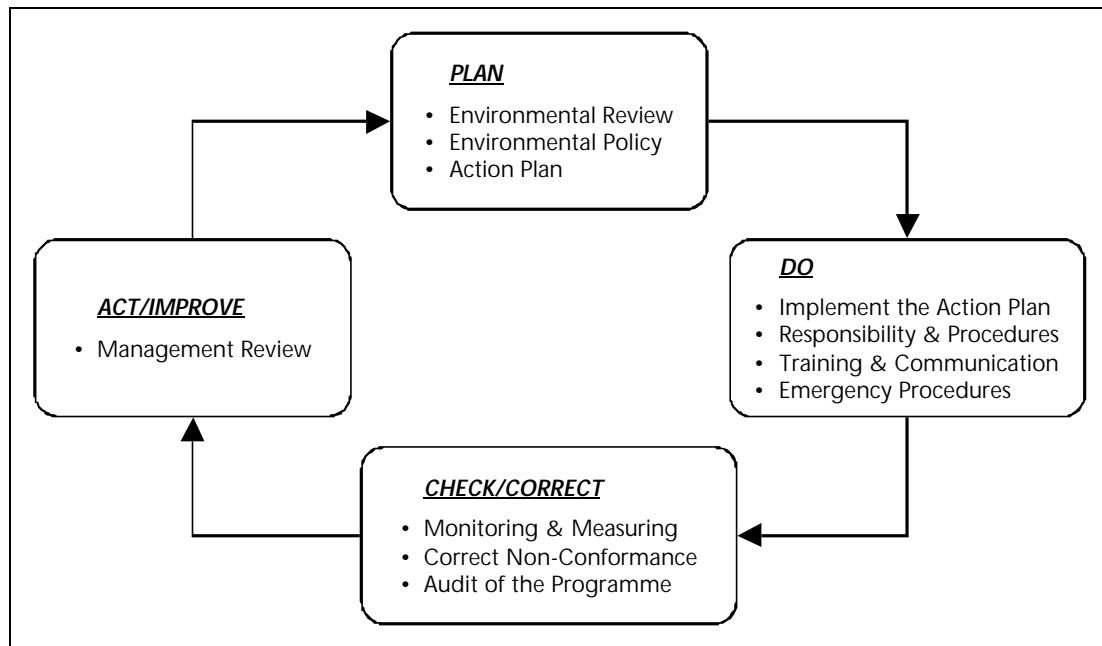 PLAN
• Environmental Review
• Environmental Policy
• Action Plan
DO
• Implement the Action Plan
• Responsibility & Procedures
• Training & Communication
• Emergency Procedures
CHECK/CORRECT
• Monitoring & Measuring
• Correct Non-Conformance
• Audit of the Programme
ACT/IMPROVE
• Management Review